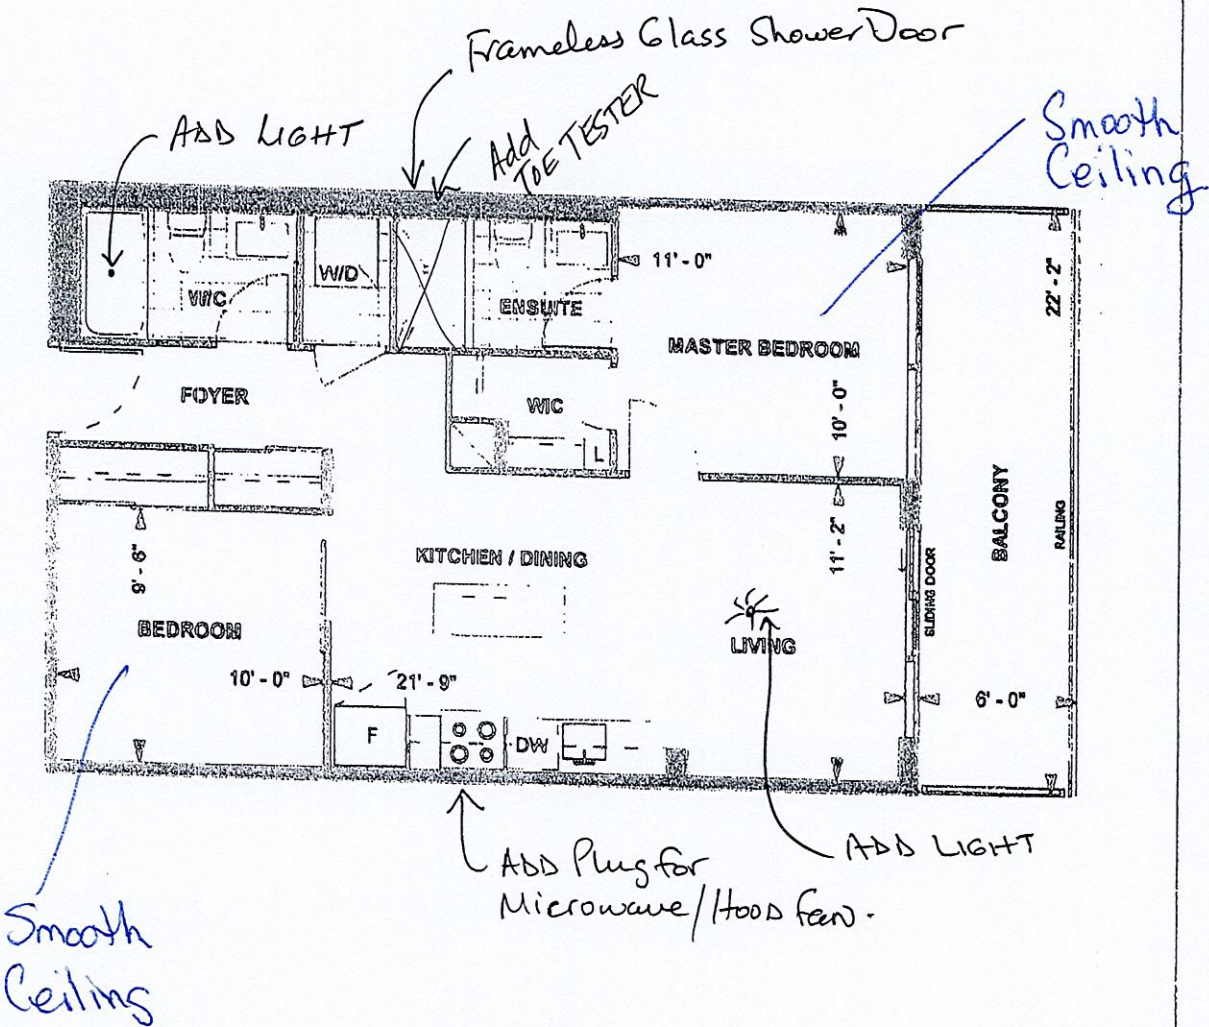 Frameless Glass Shower Door
ADD LIGHT
Add
TOE TESTER
Smooth
Ceiling
W/C
W/D
ENSUITE
11'-0"
MASTER BEDROOM
22'-2"
FOYER
WIC
L
10'-0"
11'-2"
BALCONY
RAILING
SLIDING DOOR
9'-6"
KITCHEN / DINING
BEDROOM
LIVING
10'-0"
21'-9"
6'-0"
F
DW
ADD Plug for
Microwave/HOOD fan.
ADD LIGHT
Smooth
Ceiling